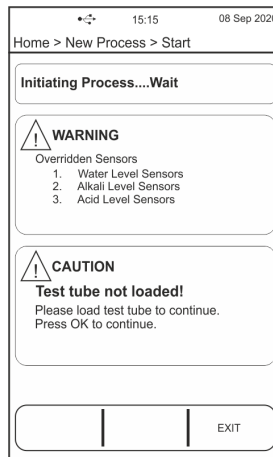 15:15 08 Sep 2020
Home > New Process > Start
Initiating Process....Wait
! WARNING
Overridden Sensors
1. Water Level Sensors
2. Alkali Level Sensors
3. Acid Level Sensors
! CAUTION
Test tube not loaded!
Please load test tube to continue.
Press OK to continue.
EXIT